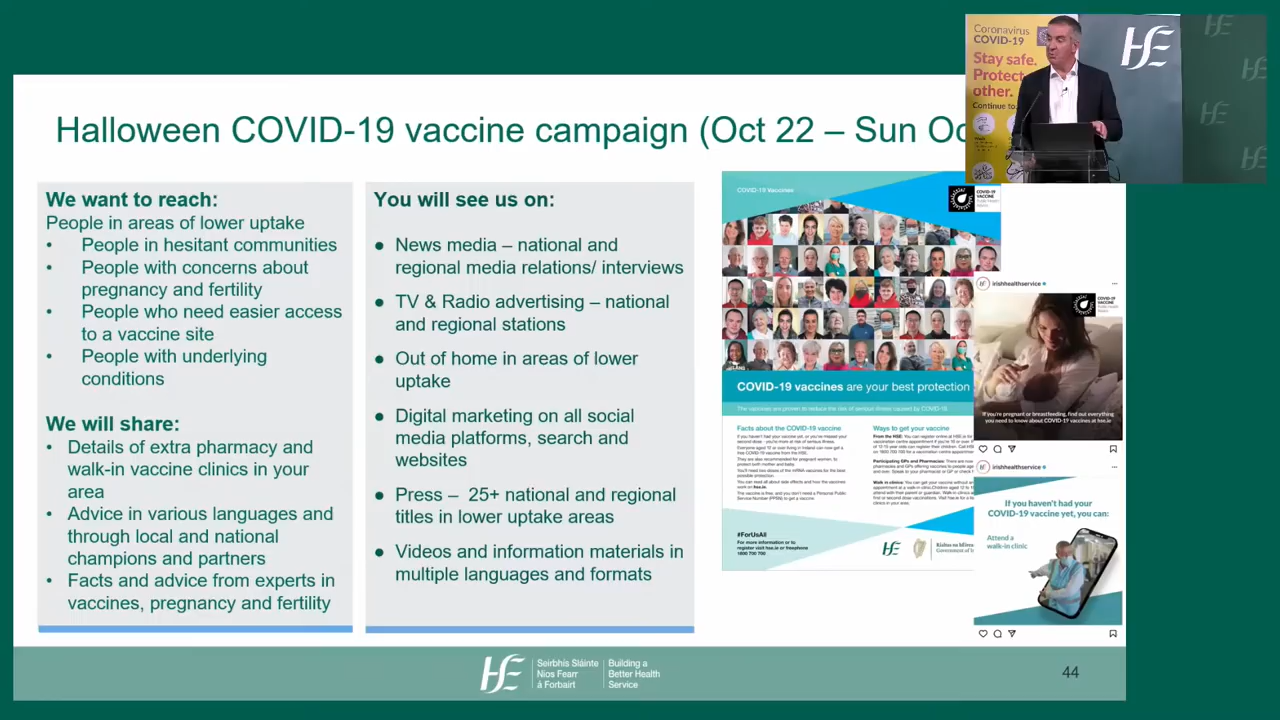 Halloween COVID-19 vaccine campaign (Oct 22 – Sun Oc
We want to reach:
People in areas of lower uptake
• People in hesitant communities
• People with concerns about
pregnancy and fertility
• People who need easier access
to a vaccine site
• People with underlying
conditions
We will share:
• Details of extra pharmacy and
walk-in vaccine clinics in your
area
• Videos in various languages and
through local and national
champions and partners
• Facts and advice from experts in
vaccines, pregnancy and fertility
You will see us on:
● News media – national and
regional media relations/ interviews
● TV & Radio advertising – national
and regional stations
● Out of home in areas of lower
uptake
● Digital marketing on all social
media platforms, search and
websites
● Press – 25+ national and regional
titles in lower uptake areas
● Videos and information materials in
multiple languages and formats
COVID-19 Vaccines
COVID-19
VACCINE
COVID-19 vaccines are your best protection
The vaccines are proven to reduce the risk of serious illness caused by COVID-19
Facts about the COVID-19 vaccine
Ways to get your vaccine
#ForUsAll
For more information or to
register visit hse.ie or freephone
1800 700 700
Rialtas na hÉire
Government of Ir
irishhealthservice
COVID-19
VACCINE
If you're pregnant or breastfeeding, find out everything
you need to know about COVID-19 vaccines at hse.ie
irishhealthservice
If you haven't had your
COVID-19 vaccine yet, you can:
Attend a
walk-in clinic
Coronavirus
COVID-19
Stay safe.
Protect
other.
Continue to
HE
HE
Seirbhís Sláinte
Níos Fearr
á Forbairt
Building a
Better Health
Service
44